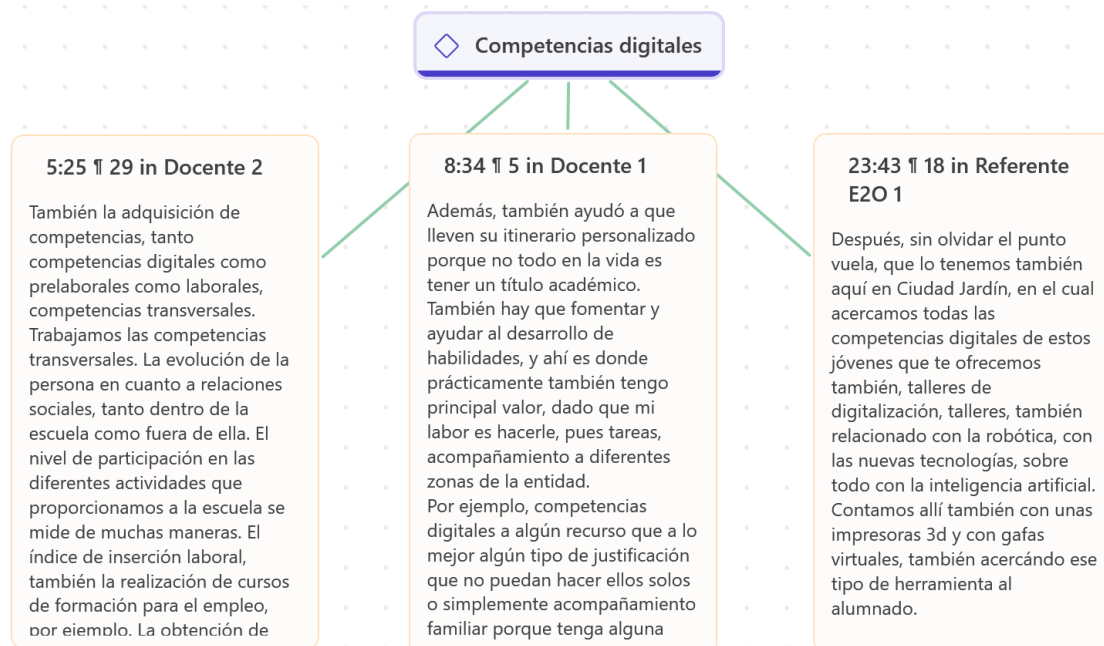 Competencias digitales
5:25 ¶ 29 in Docente 2
También la adquisición de
competencias, tanto
competencias digitales como
prelaborales como laborales,
competencias transversales.
Trabajamos las competencias
transversales. La evolución de la
persona en cuanto a relaciones
sociales, tanto dentro de la
escuela como fuera de ella. El
nivel de participación en las
diferentes actividades que
proporcionamos a la escuela se
mide de muchas maneras. El
índice de inserción laboral,
también la realización de cursos
de formación para el empleo,
por ejemplo. La obtención de
8:34 ¶ 5 in Docente 1
Además, también ayudó a que
lleven su itinerario personalizado
porque no todo en la vida es
tener un título académico.
También hay que fomentar y
ayudar al desarrollo de
habilidades, y ahí es donde
prácticamente también tengo
principal valor, dado que mi
labor es hacerle, pues tareas,
acompañamiento a diferentes
zonas de la entidad.
Por ejemplo, competencias
digitales a algún recurso que a lo
mejor algún tipo de justificación
que no puedan hacer ellos solos
o simplemente acompañamiento
familiar porque tenga alguna
23:43 ¶ 18 in Referente
E2O 1
Después, sin olvidar el punto
vuela, que lo tenemos también
aquí en Ciudad Jardín, en el cual
acercamos todas las
competencias digitales de estos
jóvenes que te ofrecemos
también, talleres de
digitalización, talleres, también
relacionado con la robótica, con
las nuevas tecnologías, sobre
todo con la inteligencia artificial.
Contamos allí también con unas
impresoras 3d y con gafas
virtuales, también acercándo ese
tipo de herramienta al
alumnado.